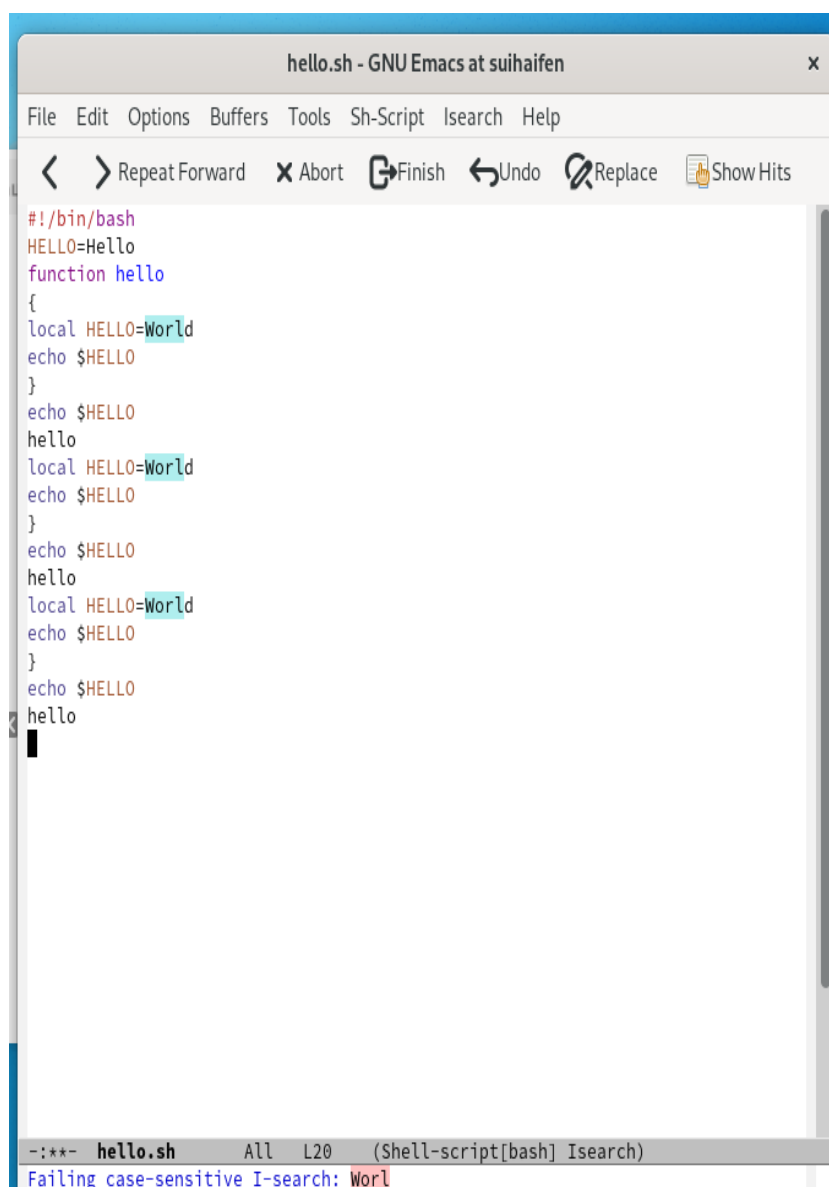 hello.sh - GNU Emacs at suihaifen x
File Edit Options Buffers Tools Sh-Script Isearch Help
Repeat Forward Abort Finish Undo Replace Show Hits
#!/bin/bash
HELLO=Hello
function hello
{
local HELLO=World
echo $HELLO
}
echo $HELLO
hello
local HELLO=World
echo $HELLO
}
echo $HELLO
hello
local HELLO=World
echo $HELLO
}
echo $HELLO
hello
-:**- hello.sh All L20 (Shell-script[bash] Isearch)
Failing case-sensitive I-search: Worl